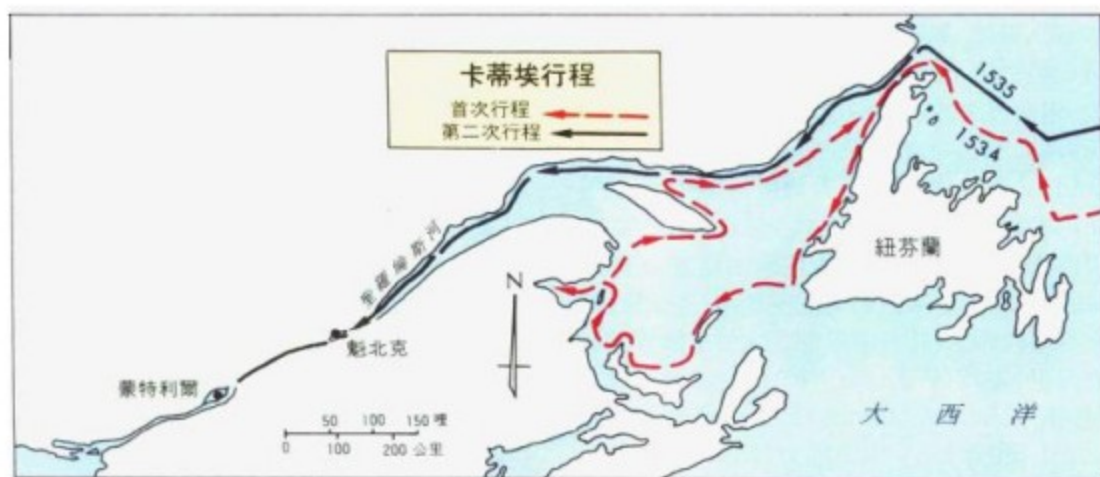 卡蒂埃行程
首次行程
第二次行程
1535
1534
紐芬蘭
聖羅倫斯河
N
魁北克
蒙特利爾
50 100 150 哩
0 100 200 公里
大西洋